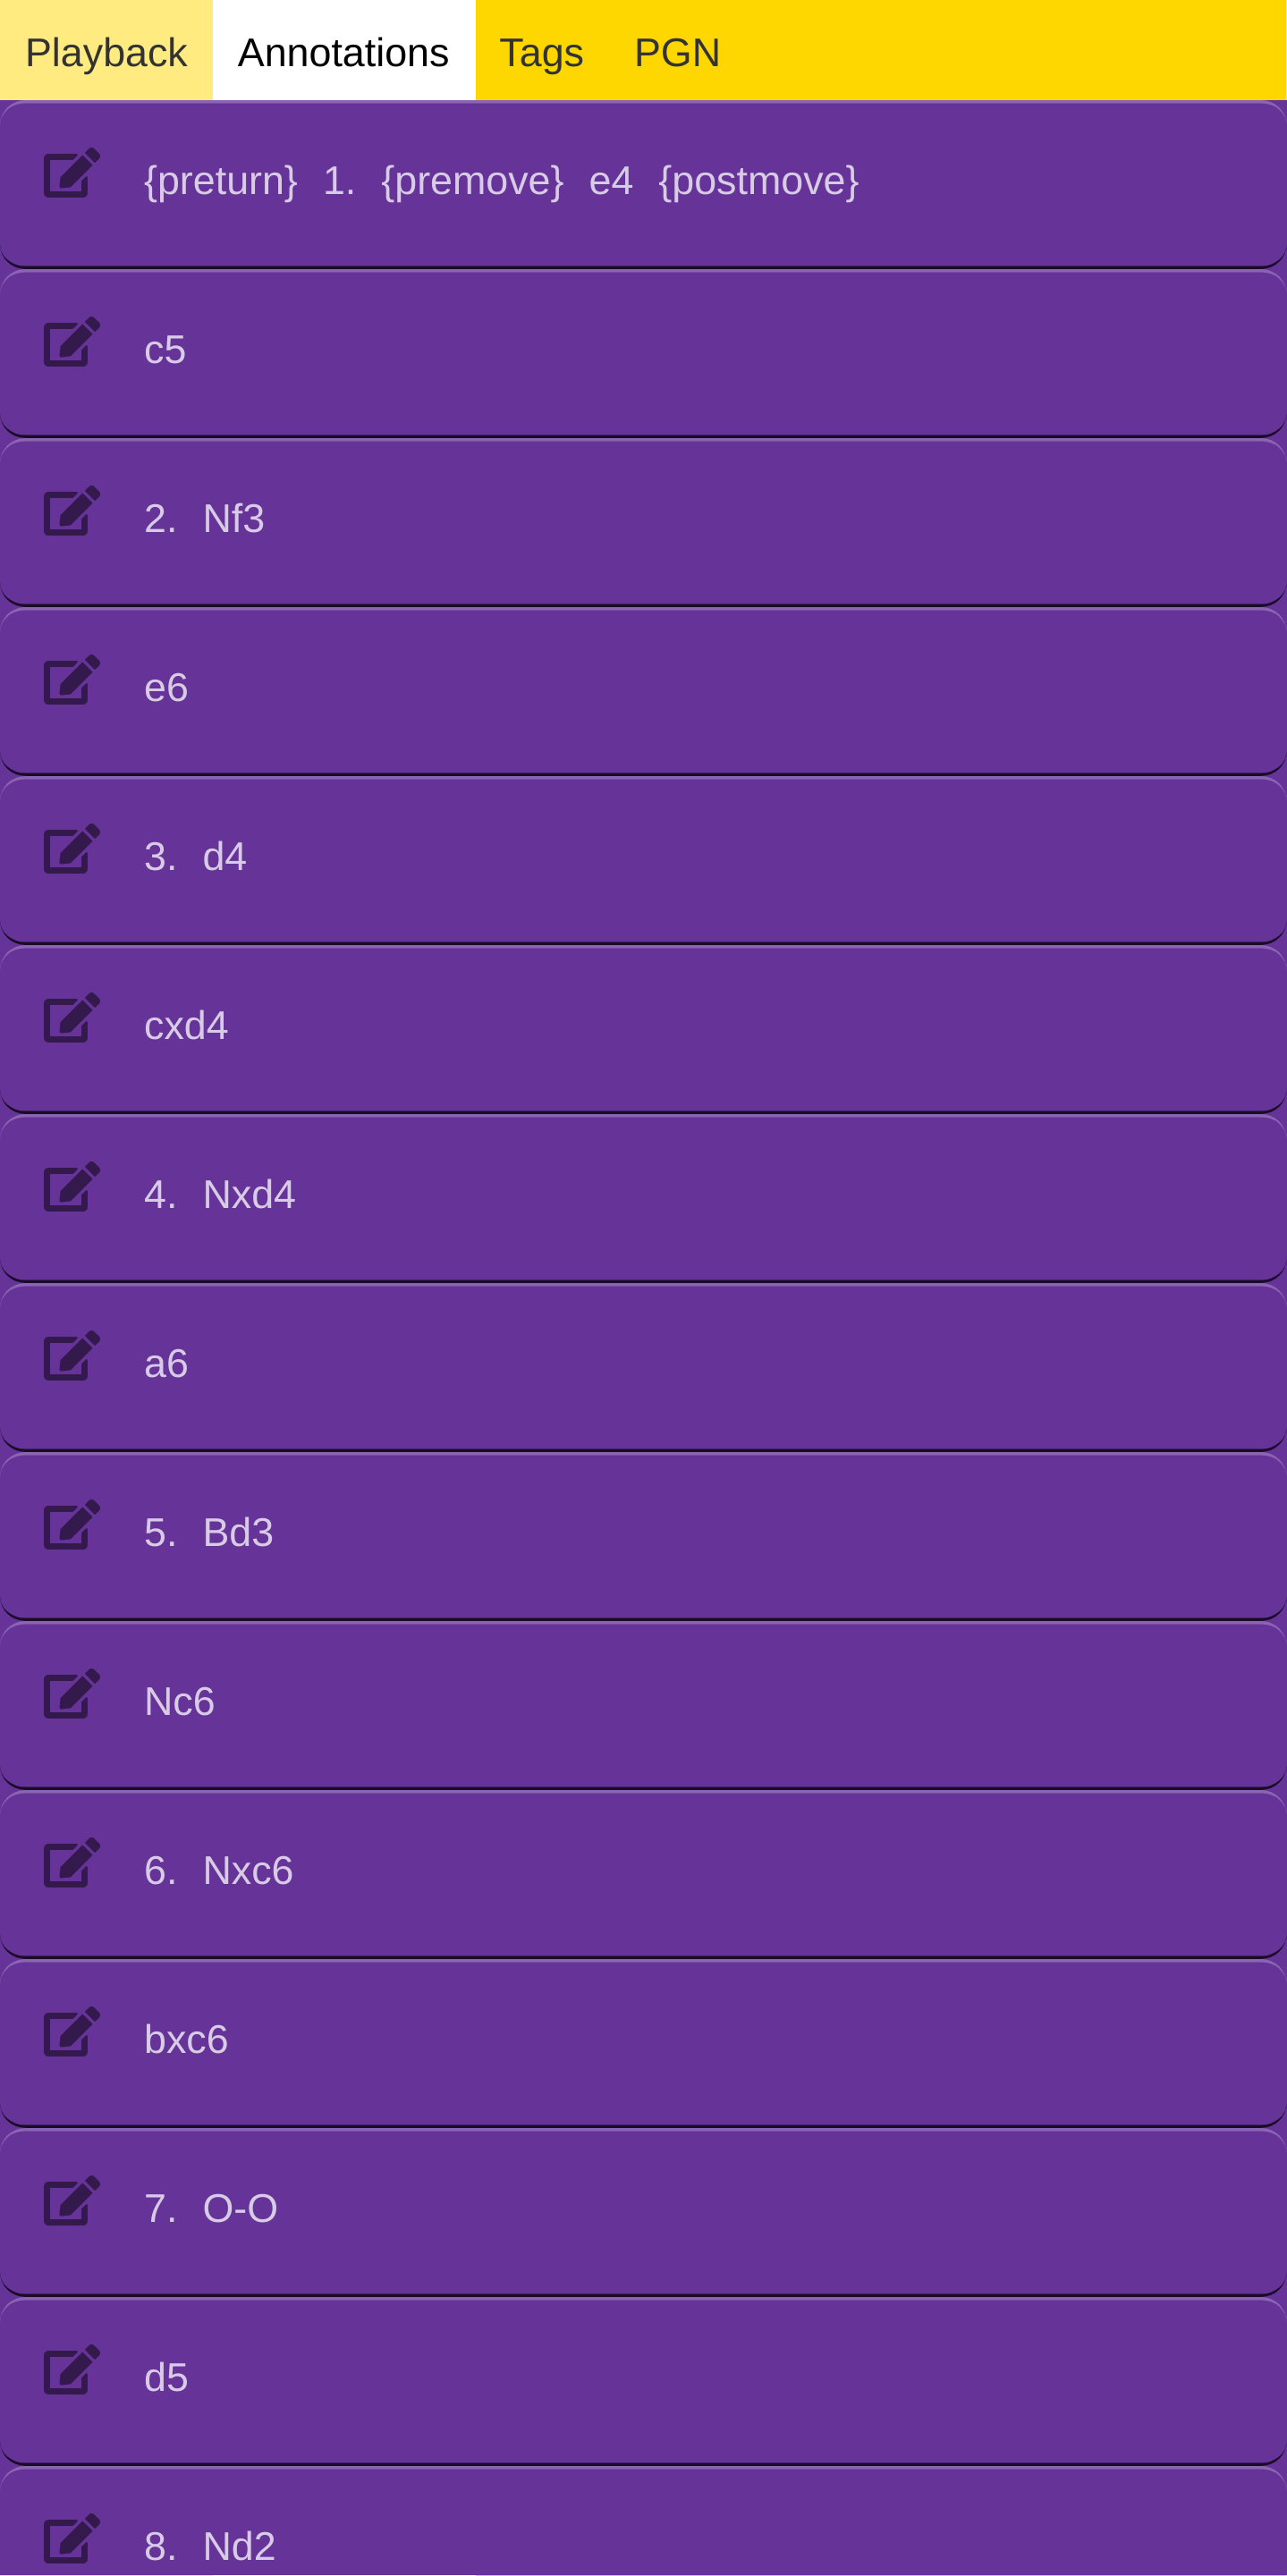 Playback Annotations Tags PGN
{preturn} 1. {premove} e4 {postmove}
c5
2. Nf3
e6
3. d4
cxd4
4. Nxd4
a6
5. Bd3
Nc6
6. Nxc6
bxc6
7. O-O
d5
8. Nd2